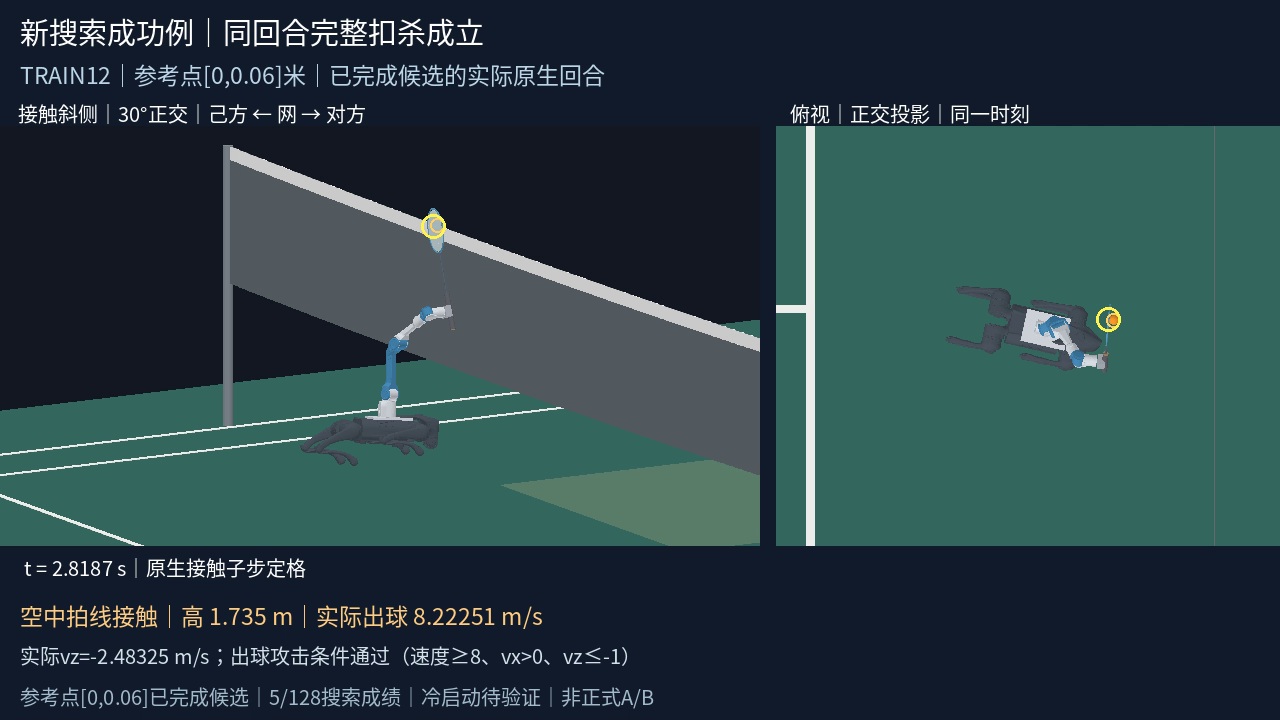 新搜索成功例｜同回合完整扣杀成立
TRAIN12｜参考点[0,0.06]米｜已完成候选的实际原生回合
接触斜侧｜30°正交｜己方 ← 网 → 对方
俯视｜正交投影｜同一时刻
t = 2.8187 s｜原生接触子步定格
空中拍线接触｜高 1.735 m｜实际出球 8.22251 m/s
实际vz=-2.48325 m/s；出球攻击条件通过（速度≥8、vx>0、vz≤-1）
参考点[0,0.06]已完成候选｜5/128搜索成绩｜冷启动待验证｜非正式A/B